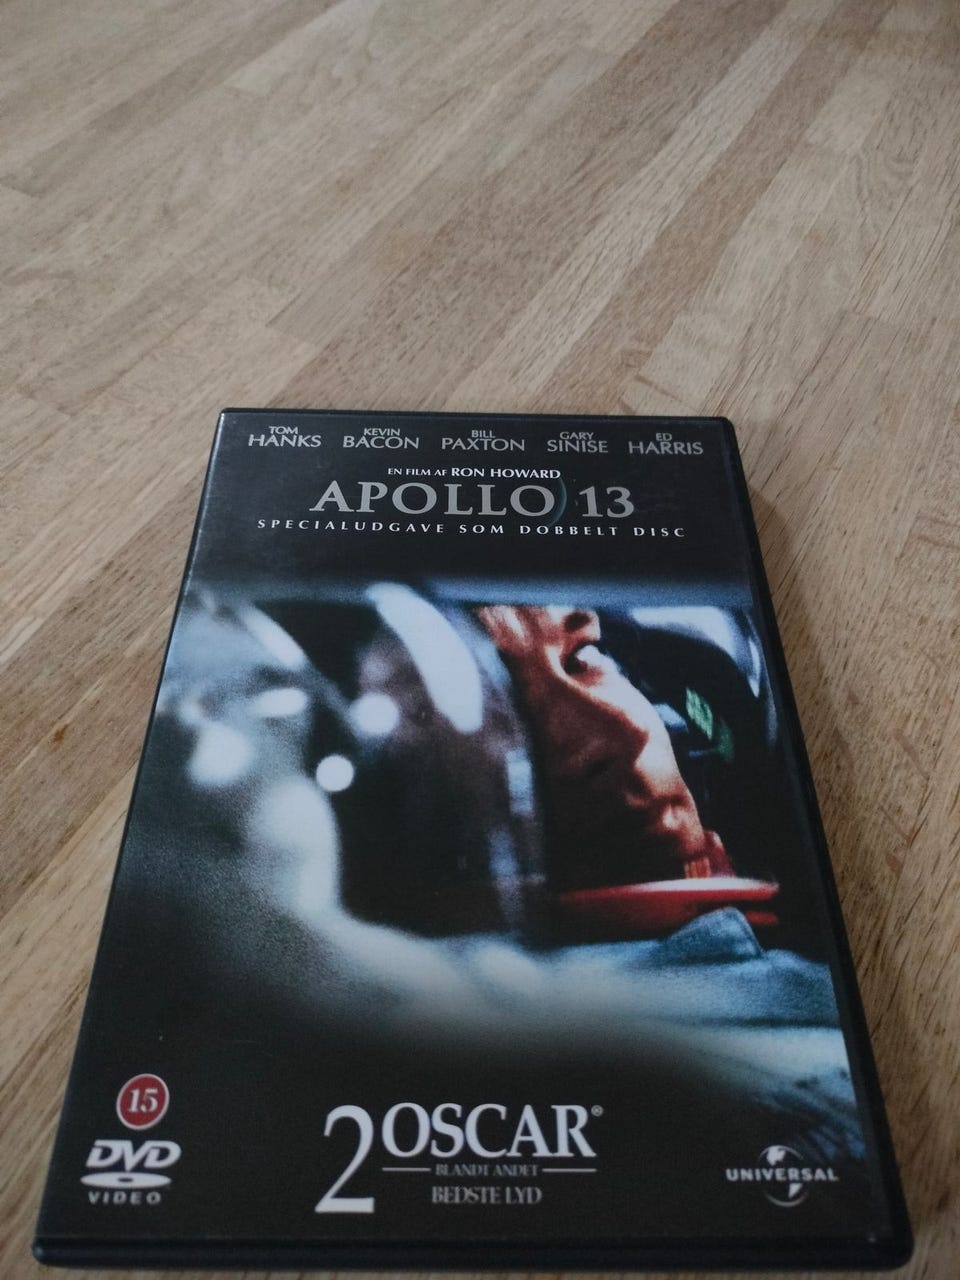 TOM HANKS KEVIN BACON BILL PAXTON GARY SINISE ED HARRIS
EN FILM AF RON HOWARD
APOLLO 13
SPECIALUDGAVE SOM DOBBELT DISC
15
DVD
VIDEO
2 OSCAR®
BLANDT ANDET
BEDSTE LYD
UNIVERSAL